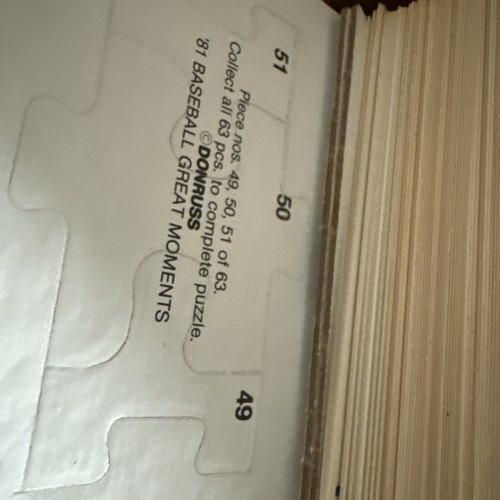 51
50
49
Piece nos. 49, 50, 51 of 63.
Collect all 63 pcs. to complete puzzle.
©DONRUSS
'81 BASEBALL GREAT MOMENTS